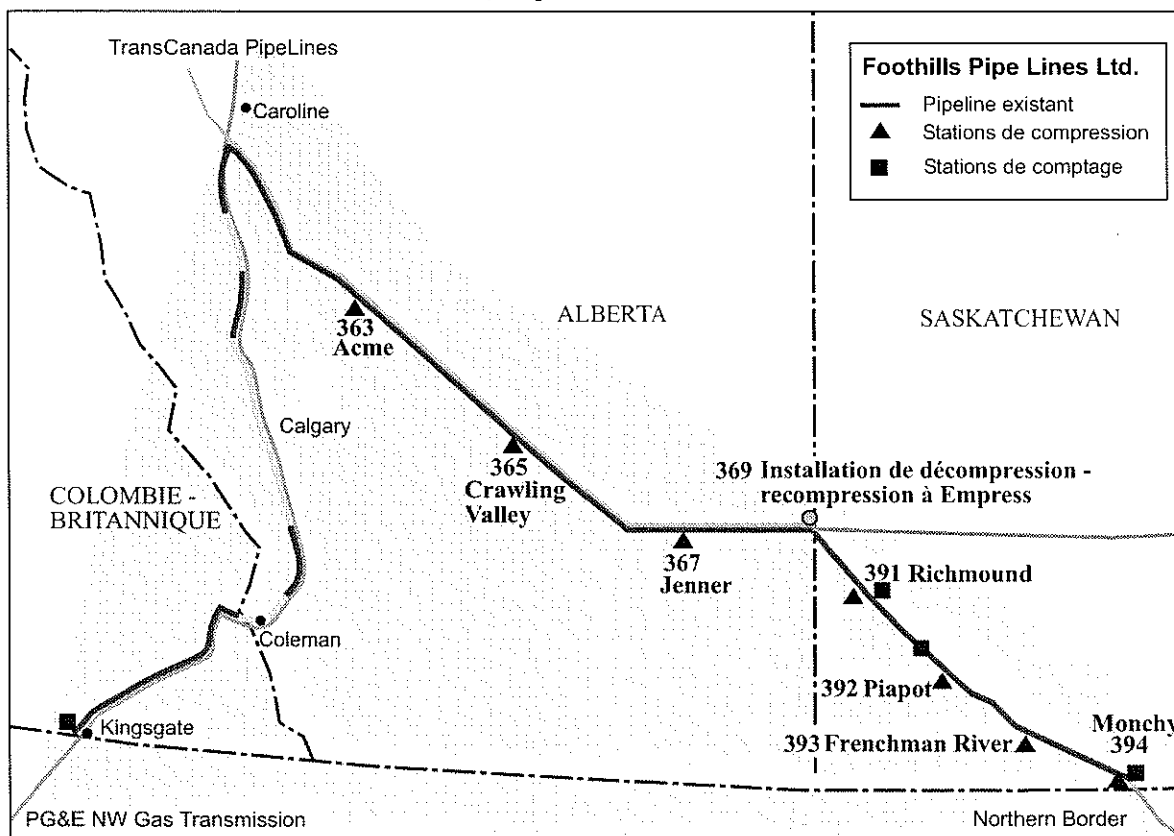 TransCanada PipeLines
Caroline
Foothills Pipe Lines Ltd.
Pipeline existant
Stations de compression
Stations de comptage
ALBERTA
SASKATCHEWAN
363
Acme
Calgary
365
Crawling
Valley
369 Installation de décompression -
recompression à Empress
COLOMBIE -
BRITANNIQUE
367
Jenner
391 Richmound
Coleman
392 Piapot
Kingsgate
393 Frenchman River
Monchy
394
PG&E NW Gas Transmission
Northern Border